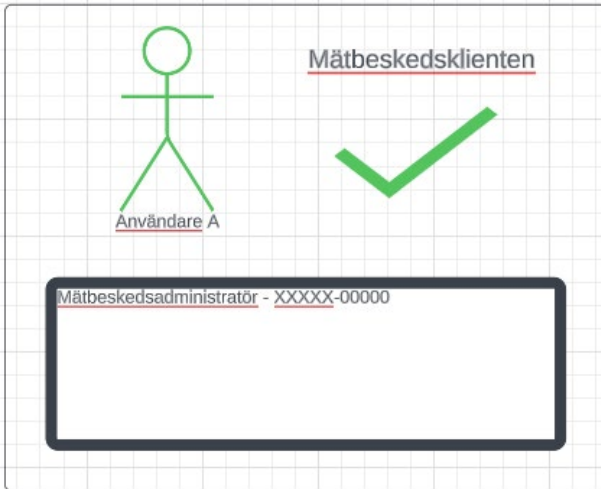 Mätbeskedsklienten
Användare A
Mätbeskedsadministratör - XXXXX-00000